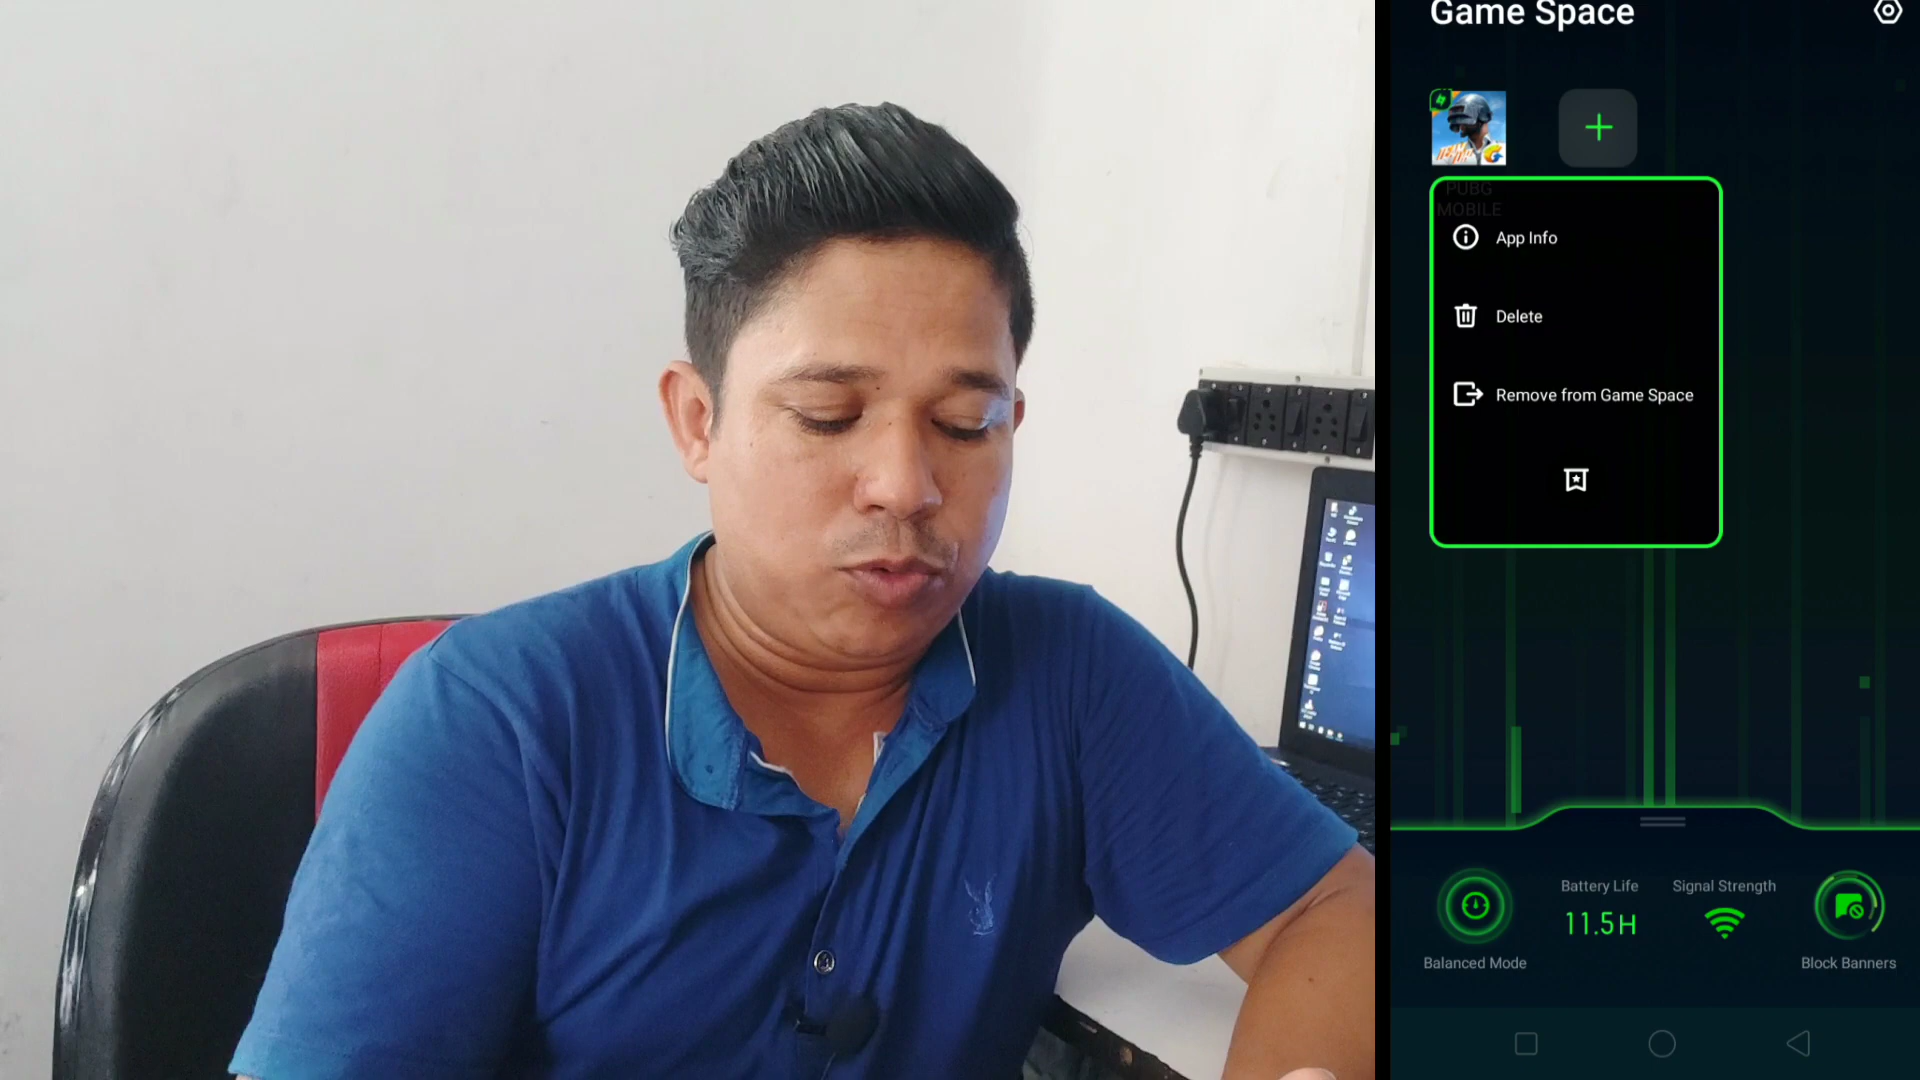 Game Space
PUBG
MOBILE
App Info
Delete
Remove from Game Space
Battery Life
Signal Strength
11.5H
Balanced Mode
Block Banners